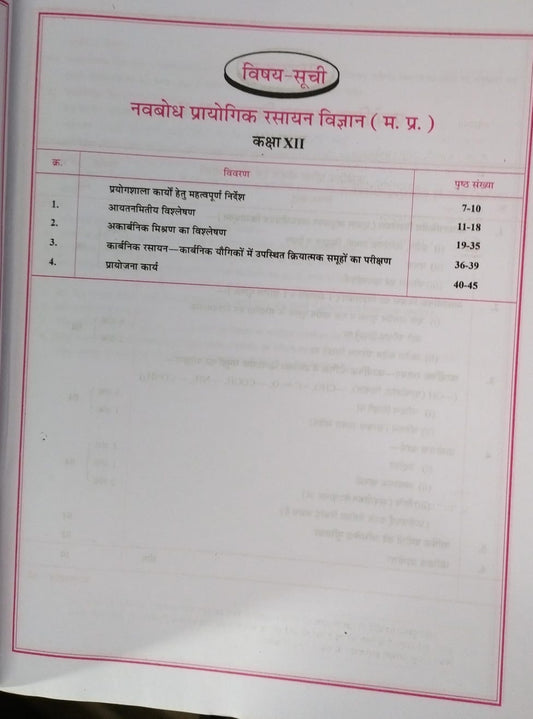 विषय-सूची
नवबोध प्रायोगिक रसायन विज्ञान ( म. प्र. )
कक्षा XII
क्र. विवरण पृष्ठ संख्या
प्रयोगशाला कार्यों हेतु महत्वपूर्ण निर्देश 7-10
1. आयतनमितीय विश्लेषण 11-18
2. अकार्बनिक मिश्रण का विश्लेषण 19-35
3. कार्बनिक रसायन—कार्बनिक यौगिकों में उपस्थित क्रियात्मक समूहों का परीक्षण 36-39
4. प्रायोजना कार्य 40-45